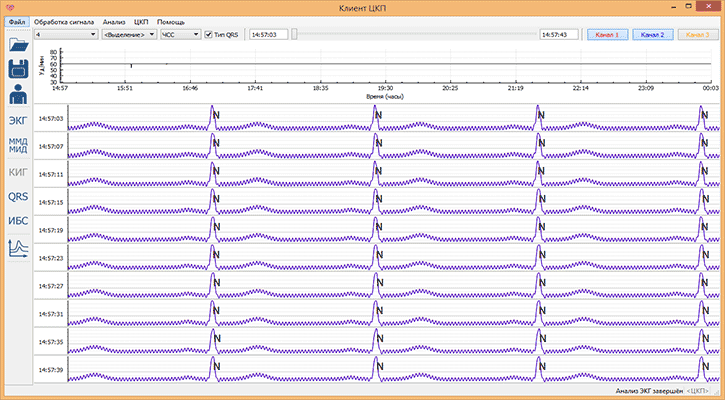 Клиент ЦКП
Файл Обработка сигнала Анализ ЦКП Помощь
4 <Выделение> ЧСС Тип QRS 14:57:03 14:57:43 Канал 1 Канал 2 Канал 3
Уд/мин
80
70
60
50
40
30
14:57 15:51 16:46 17:41 18:35 19:30 20:25 21:19 22:14 23:09 00:03
Время (часы)
ЭКГ
ММД
МИД
КИГ
QRS
ИБС
14:57:03 N N N N
14:57:07 N N N N
14:57:11 N N N N
14:57:15 N N N N
14:57:19 N N N N
14:57:23 N N N N
14:57:27 N N N N
14:57:31 N N N N
14:57:35 N N N N
14:57:39 N N N N
Анализ ЭКГ завершён <ЦКП>